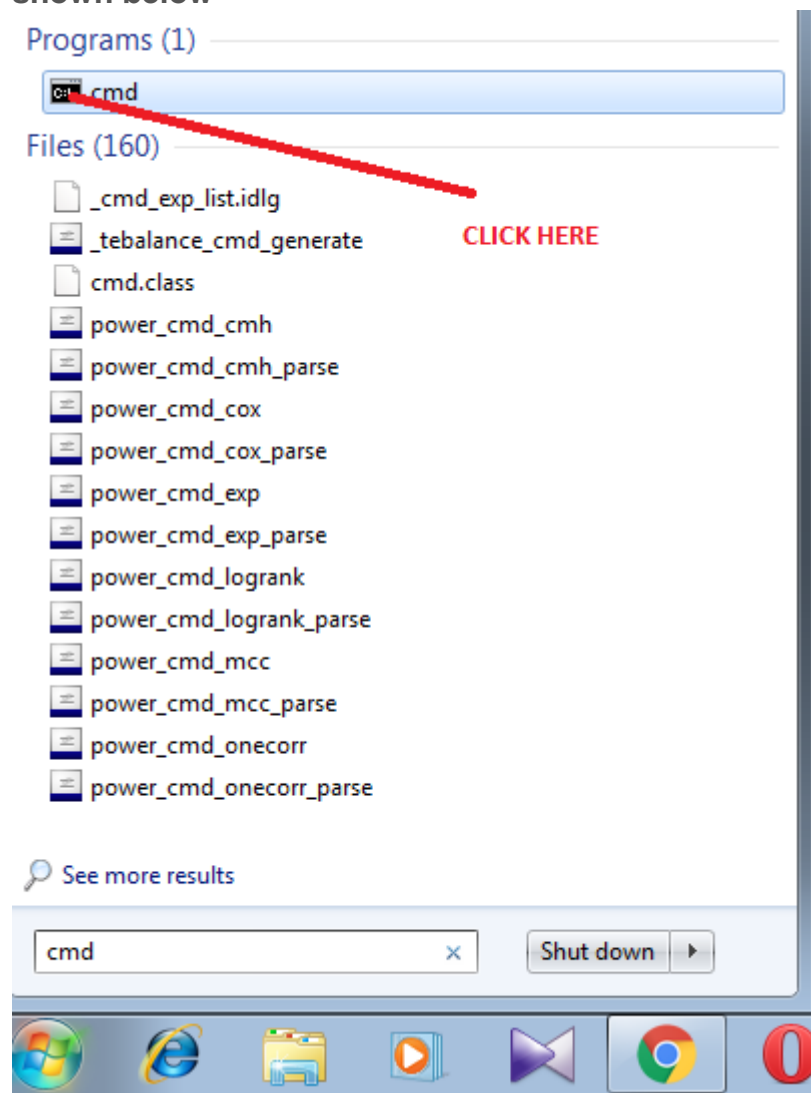 shown below
Programs (1)
cmd
Files (160)
_cmd_exp_list.idlg
_tebalance_cmd_generate
CLICK HERE
cmd.class
power_cmd_cmh
power_cmd_cmh_parse
power_cmd_cox
power_cmd_cox_parse
power_cmd_exp
power_cmd_exp_parse
power_cmd_logrank
power_cmd_logrank_parse
power_cmd_mcc
power_cmd_mcc_parse
power_cmd_onecorr
power_cmd_onecorr_parse
See more results
cmd
Shut down